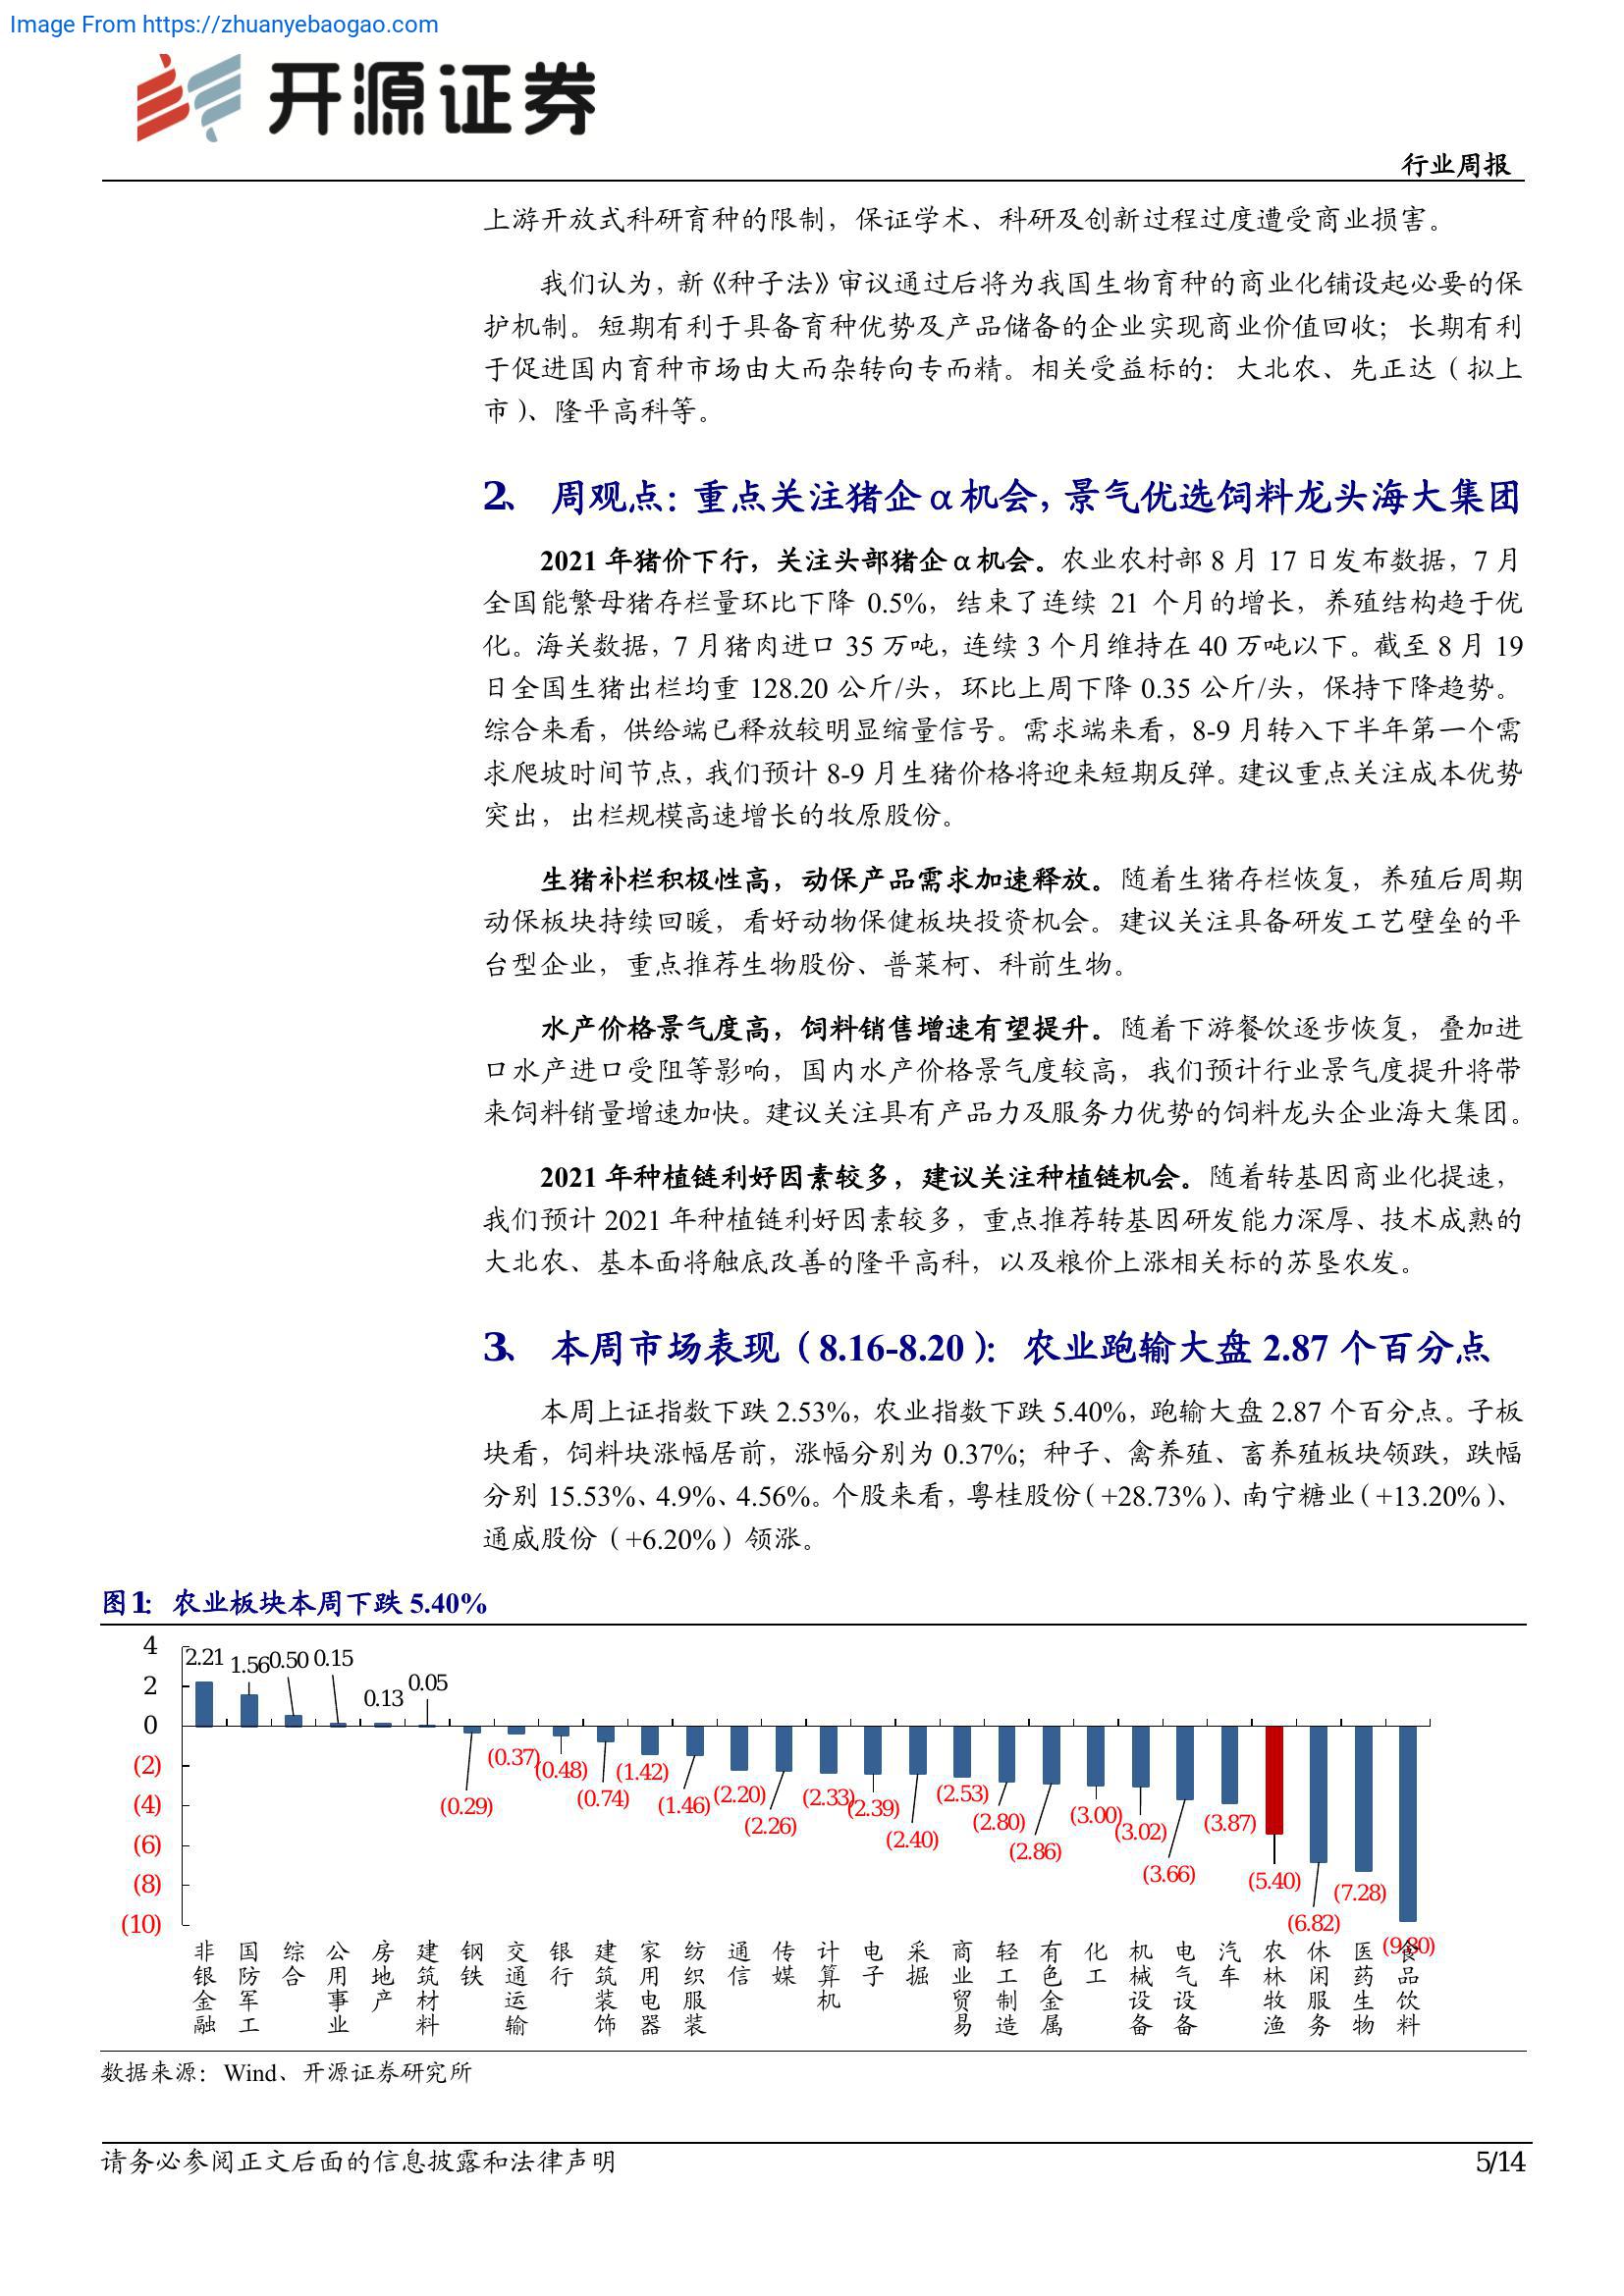 Image From https://zhuanyebaogao.com
开源证券
行业周报
上游开放式科研育种的限制，保证学术、科研及创新过程过度遭受商业损害。
我们认为，新《种子法》审议通过后将为我国生物育种的商业化铺设起必要的保
护机制。短期有利于具备育种优势及产品储备的企业实现商业价值回收；长期有利
于促进国内育种市场由大而杂转向专而精。相关受益标的：大北农、先正达（拟上
市）、隆平高科等。
2、 周观点：重点关注猪企α机会，景气优选饲料龙头海大集团
2021 年猪价下行，关注头部猪企α机会。农业农村部 8 月 17 日发布数据，7 月
全国能繁母猪存栏量环比下降 0.5%，结束了连续 21 个月的增长，养殖结构趋于优
化。海关数据，7 月猪肉进口 35 万吨，连续 3 个月维持在 40 万吨以下。截至 8 月 19
日全国生猪出栏均重 128.20 公斤/头，环比上周下降 0.35 公斤/头，保持下降趋势。
综合来看，供给端已释放较明显缩量信号。需求端来看，8-9 月转入下半年第一个需
求爬坡时间节点，我们预计 8-9 月生猪价格将迎来短期反弹。建议重点关注成本优势
突出，出栏规模高速增长的牧原股份。
生猪补栏积极性高，动保产品需求加速释放。随着生猪存栏恢复，养殖后周期
动保板块持续回暖，看好动物保健板块投资机会。建议关注具备研发工艺壁垒的平
台型企业，重点推荐生物股份、普莱柯、科前生物。
水产价格景气度高，饲料销售增速有望提升。随着下游餐饮逐步恢复，叠加进
口水产进口受阻等影响，国内水产价格景气度较高，我们预计行业景气度提升将带
来饲料销量增速加快。建议关注具有产品力及服务力优势的饲料龙头企业海大集团。
2021 年种植链利好因素较多，建议关注种植链机会。随着转基因商业化提速，
我们预计 2021 年种植链利好因素较多，重点推荐转基因研发能力深厚、技术成熟的
大北农、基本面将触底改善的隆平高科，以及粮价上涨相关标的苏垦农发。
3、 本周市场表现（8.16-8.20）：农业跑输大盘 2.87 个百分点
本周上证指数下跌 2.53%，农业指数下跌 5.40%，跑输大盘 2.87 个百分点。子板
块看，饲料块涨幅居前，涨幅分别为 0.37%；种子、禽养殖、畜养殖板块领跌，跌幅
分别 15.53%、4.9%、4.56%。个股来看，粤桂股份（+28.73%）、南宁糖业（+13.20%）、
通威股份（+6.20%）领涨。
图1： 农业板块本周下跌 5.40%
4
2
0
(2)
(4)
(6)
(8)
(10)
2.21
1.56
0.50
0.15
0.13
0.05
(0.29)
(0.37)
(0.48)
(0.74)
(1.42)
(1.46)
(2.20)
(2.26)
(2.33)
(2.39)
(2.40)
(2.53)
(2.80)
(2.86)
(3.00)
(3.02)
(3.66)
(3.87)
(5.40)
(6.82)
(7.28)
(9.80)
非银金融
国防军工
综合
公用事业
房地产
建筑材料
钢铁
交通运输
银行
建筑装饰
家用电器
纺织服装
通信
传媒
计算机
电子
采掘
商业贸易
轻工制造
有色金属
化工
机械设备
电气设备
汽车
农林牧渔
休闲服务
医药生物
食品饮料
数据来源：Wind、开源证券研究所
请务必参阅正文后面的信息披露和法律声明
5/14